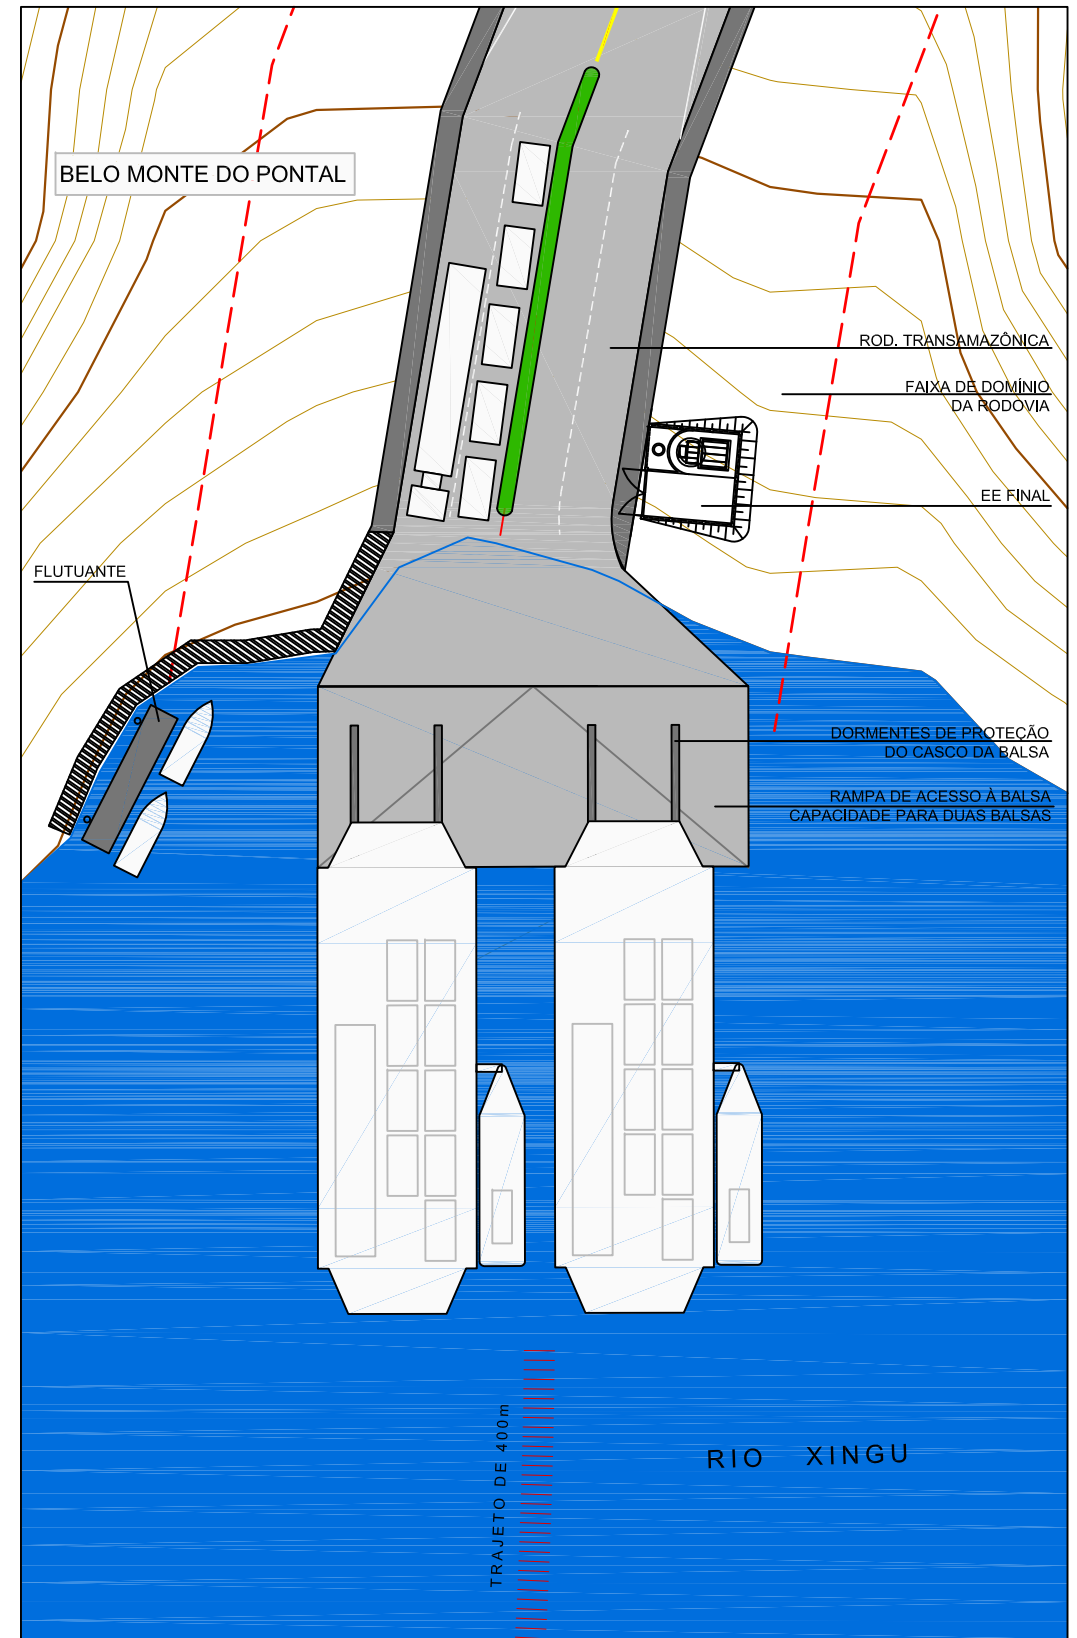 BELO MONTE DO PONTAL
ROD. TRANSAMAZÔNICA
FAIXA DE DOMÍNIO
DA RODOVIA
EE FINAL
FLUTUANTE
DORMENTES DE PROTEÇÃO
DO CASCO DA BALSA
RAMPA DE ACESSO À BALSA
CAPACIDADE PARA DUAS BALSAS
TRAJETO DE 400m
RIO XINGU